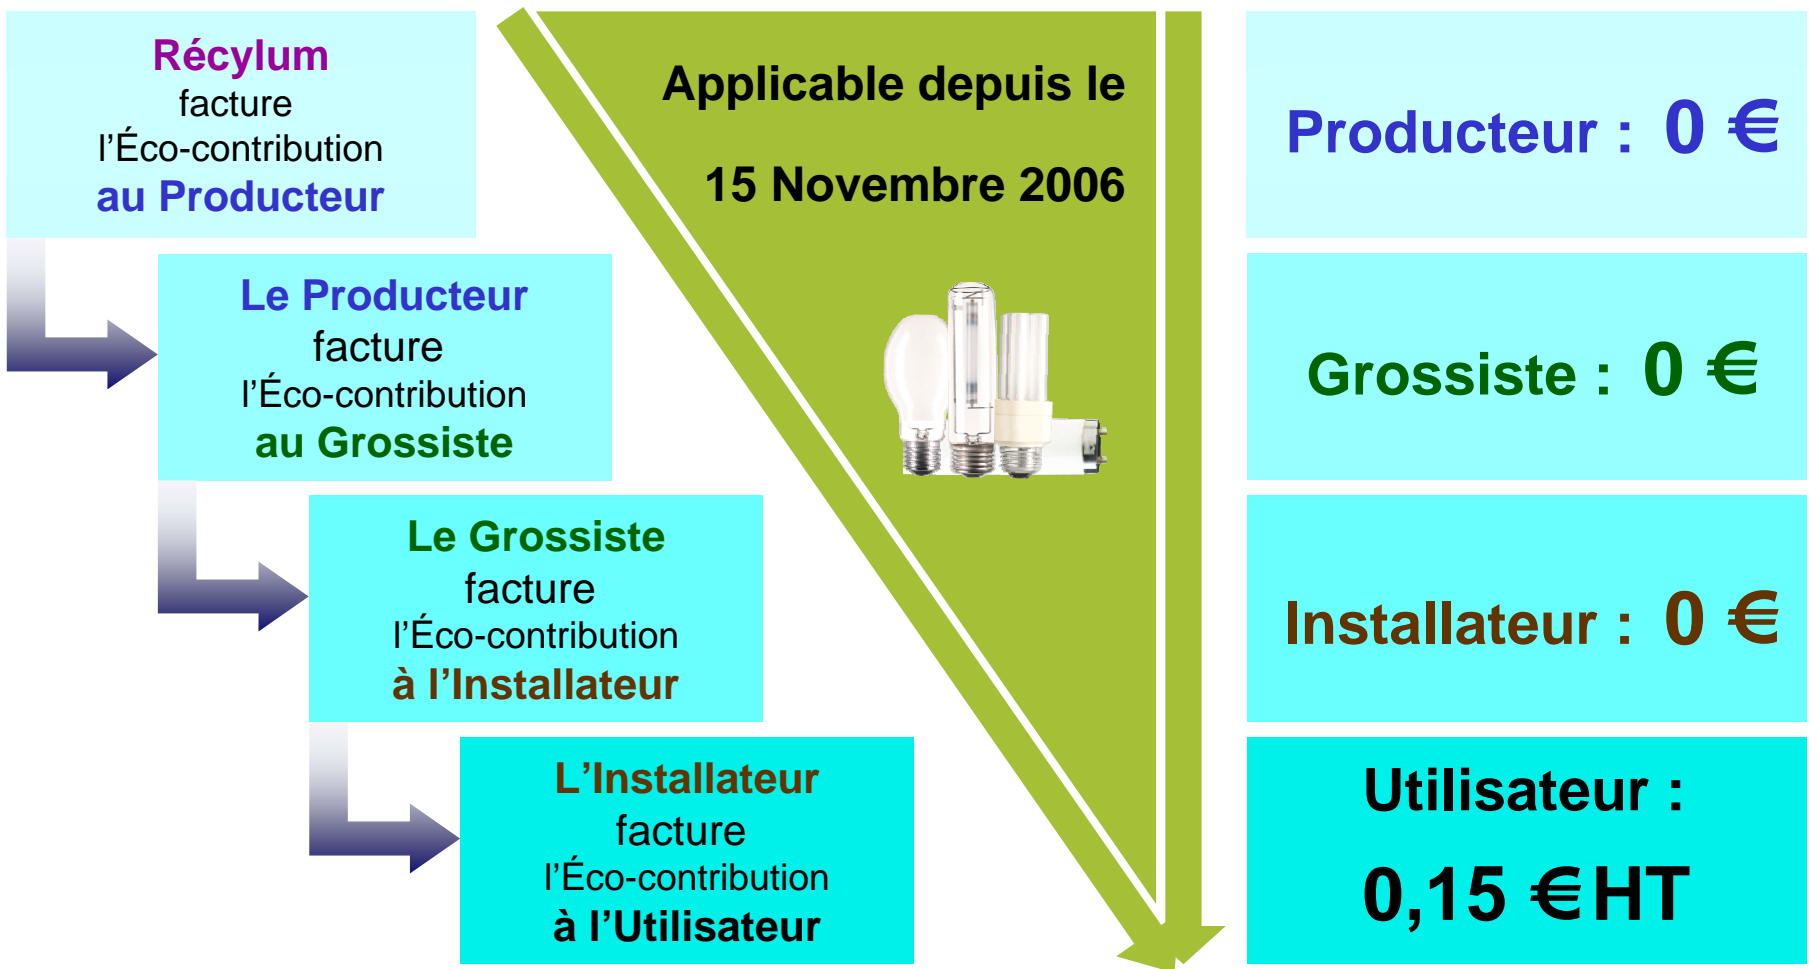 Récylum
facture
l’Éco-contribution
au Producteur
Le Producteur
facture
l’Éco-contribution
au Grossiste
Le Grossiste
facture
l’Éco-contribution
à l’Installateur
L’Installateur
facture
l’Éco-contribution
à l’Utilisateur
Applicable depuis le
15 Novembre 2006
Producteur : 0 €
Grossiste : 0 €
Installateur : 0 €
Utilisateur :
0,15 € HT